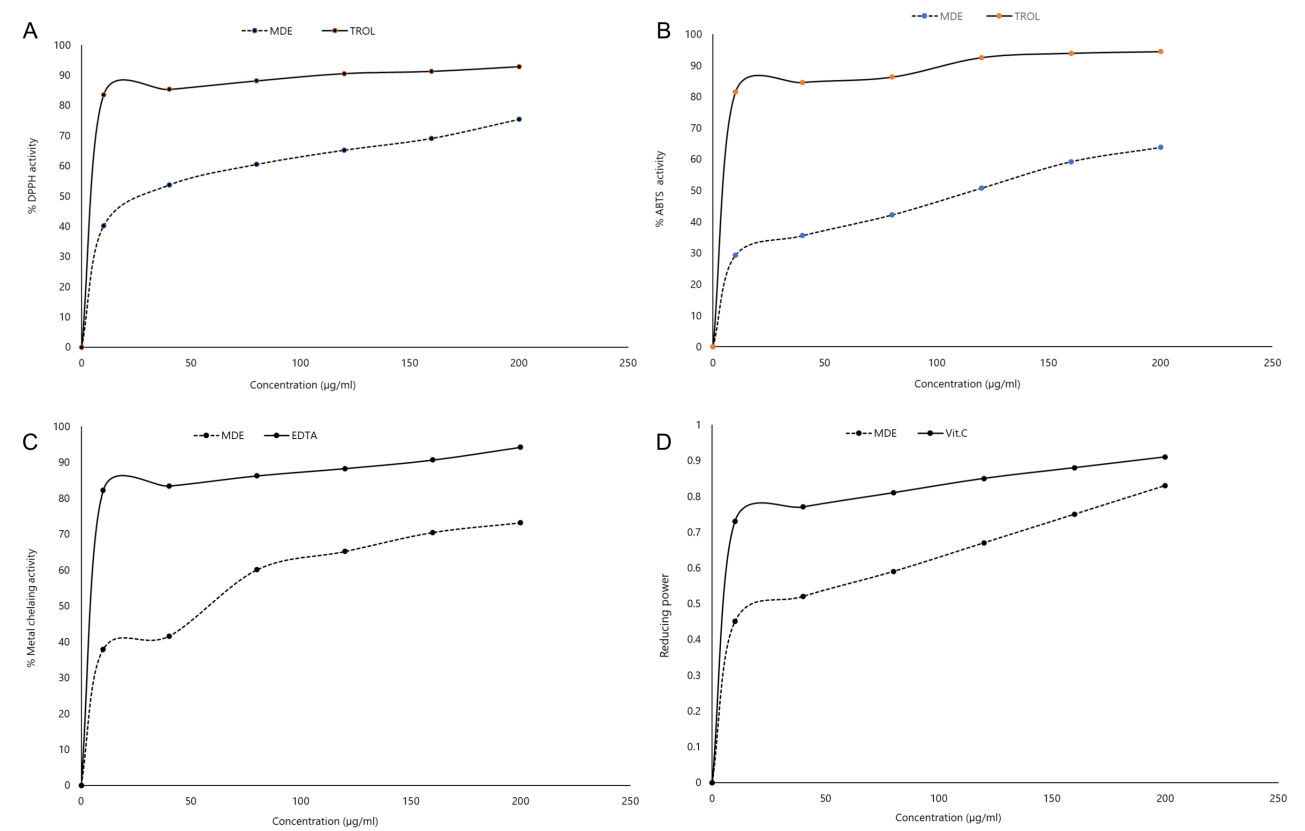 A
MDE TROL
100
90
80
70
60
50
40
30
20
10
0
% DPPH activity
0 50 100 150 200 250
Concentration (µg/ml)
B
MDE TROL
100
90
80
70
60
50
40
30
20
10
0
% ABTS activity
0 50 100 150 200 250
Concentration (µg/ml)
C
MDE EDTA
100
90
80
70
60
50
40
30
20
10
0
% Metal chelaing activity
0 50 100 150 200 250
Concentration (µg/ml)
D
MDE Vit.C
1
0.9
0.8
0.7
0.6
0.5
0.4
0.3
0.2
0.1
0
Reducing power
0 50 100 150 200 250
Concentration (µg/ml)